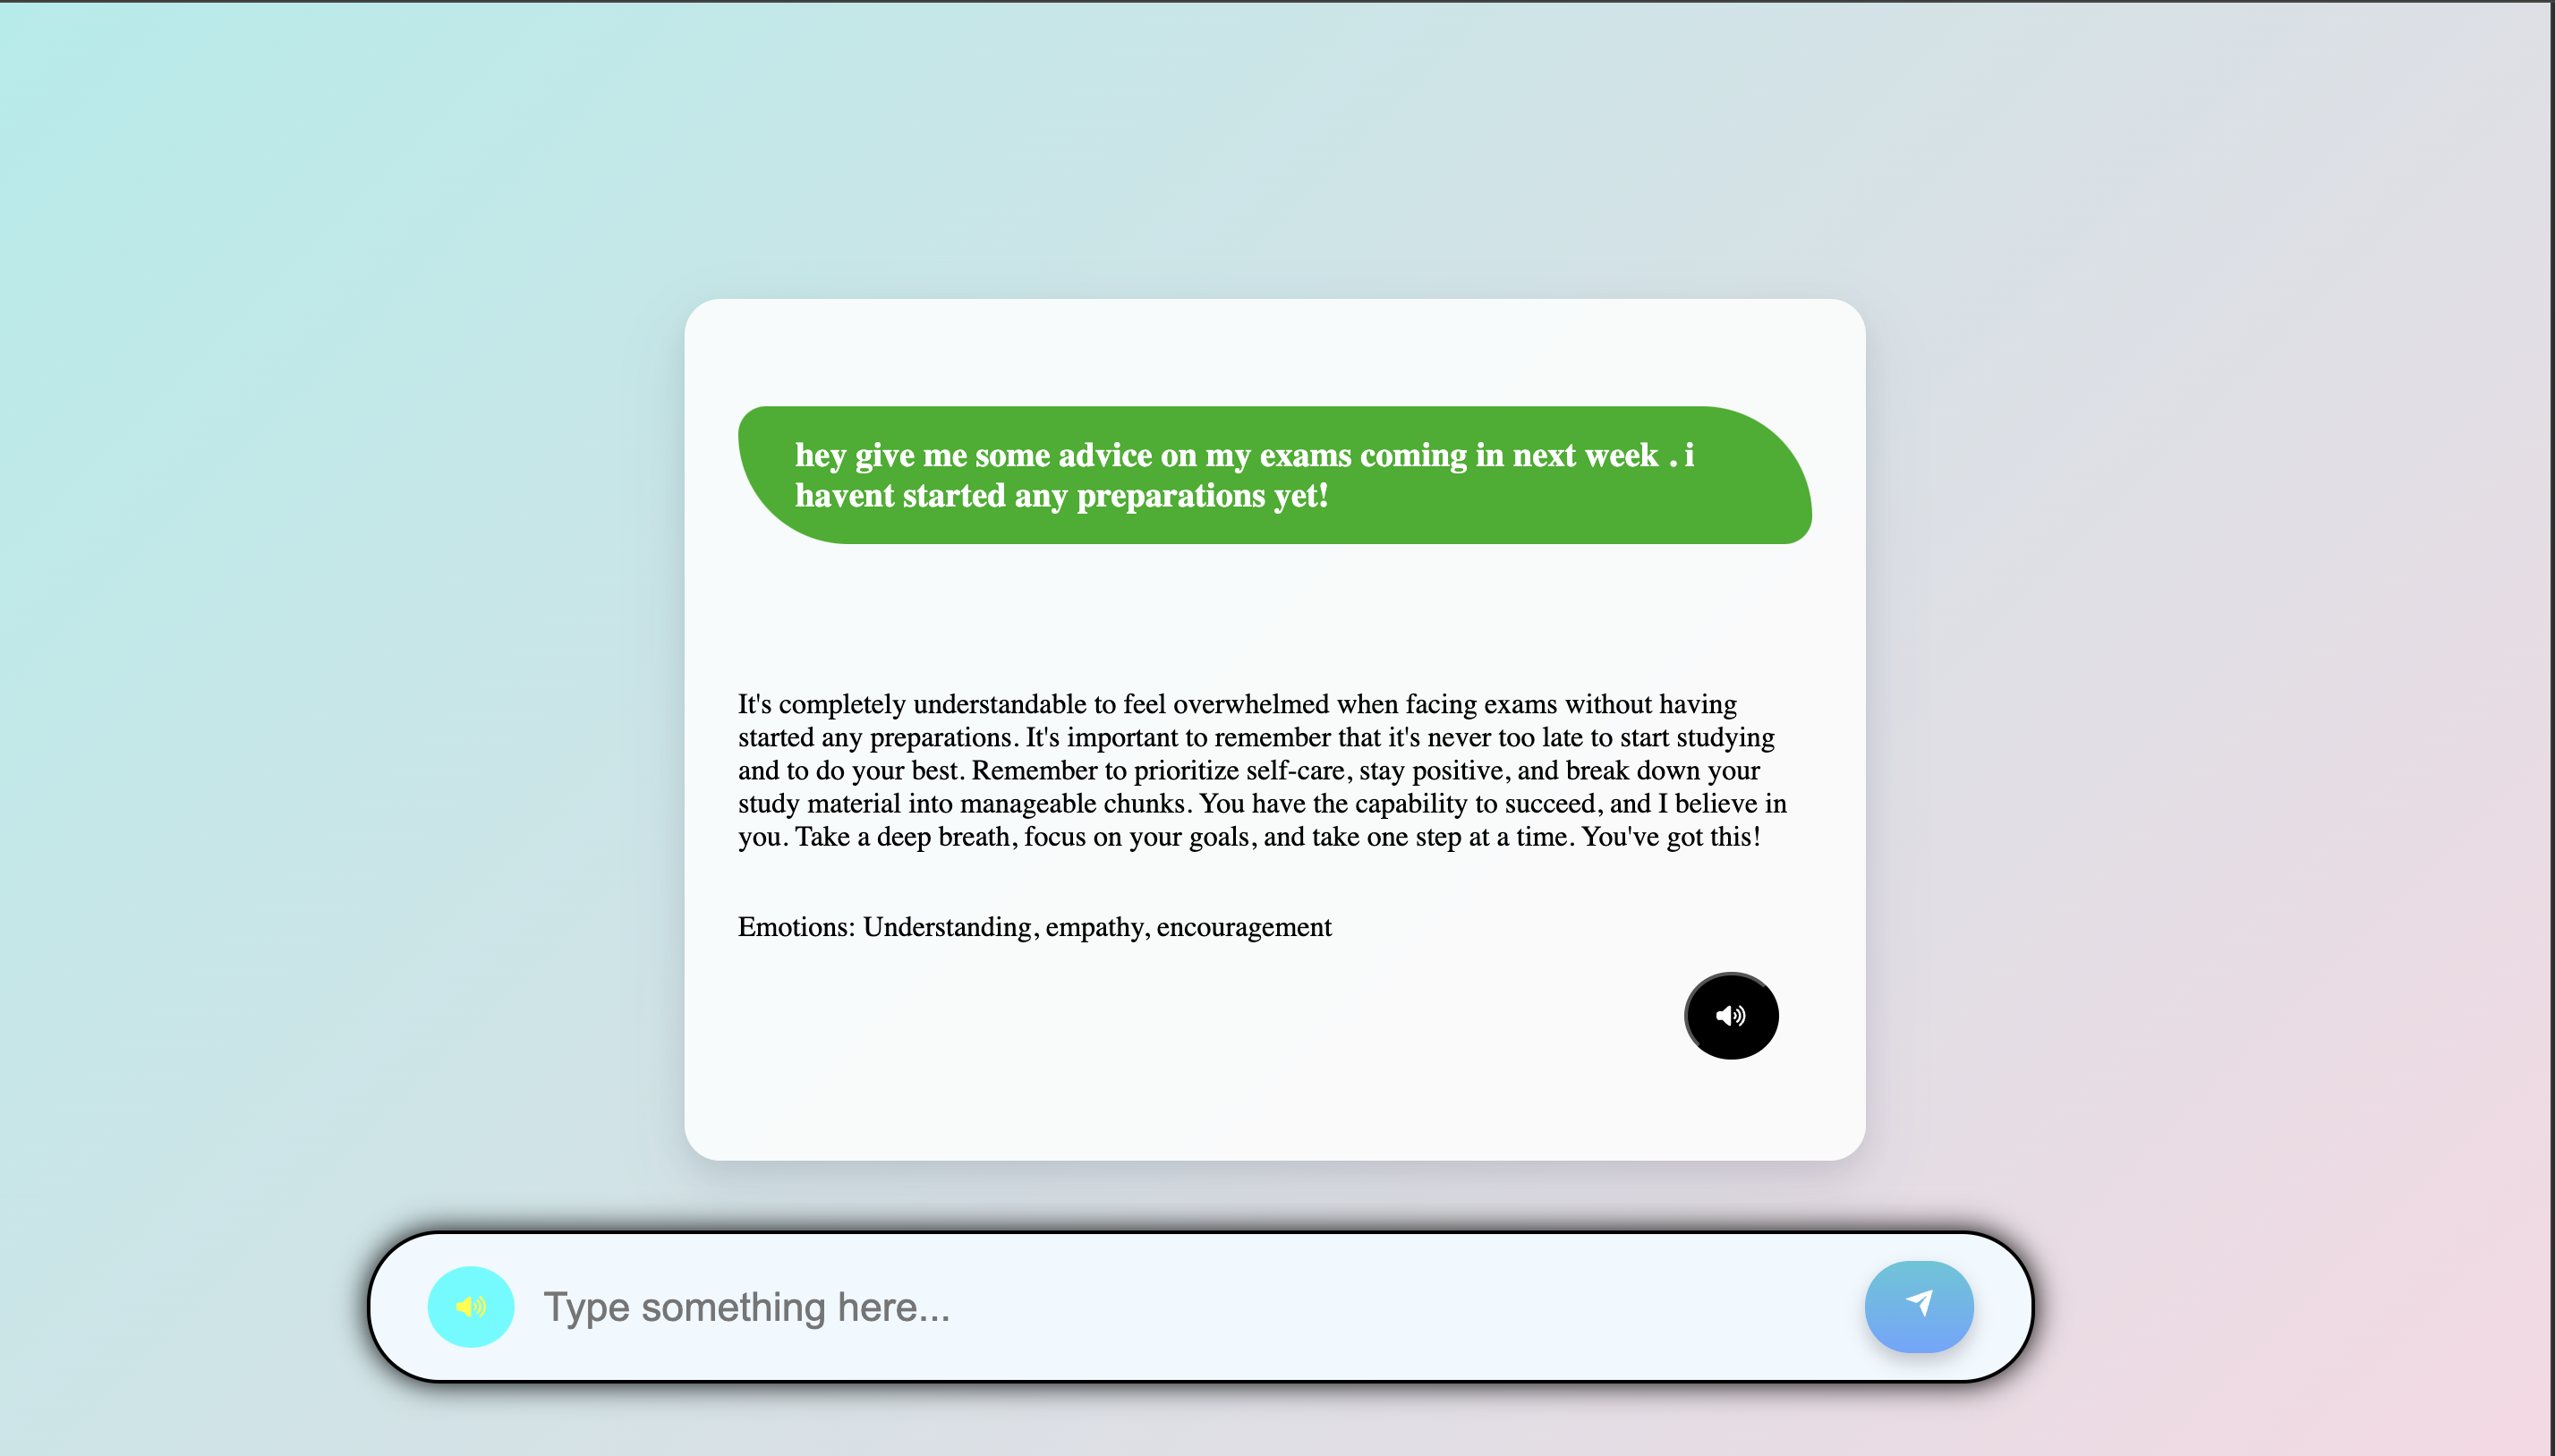 hey give me some advice on my exams coming in next week . i
havent started any preparations yet!
It's completely understandable to feel overwhelmed when facing exams without having
started any preparations. It's important to remember that it's never too late to start studying
and to do your best. Remember to prioritize self-care, stay positive, and break down your
study material into manageable chunks. You have the capability to succeed, and I believe in
you. Take a deep breath, focus on your goals, and take one step at a time. You've got this!
Emotions: Understanding, empathy, encouragement
Type something here...